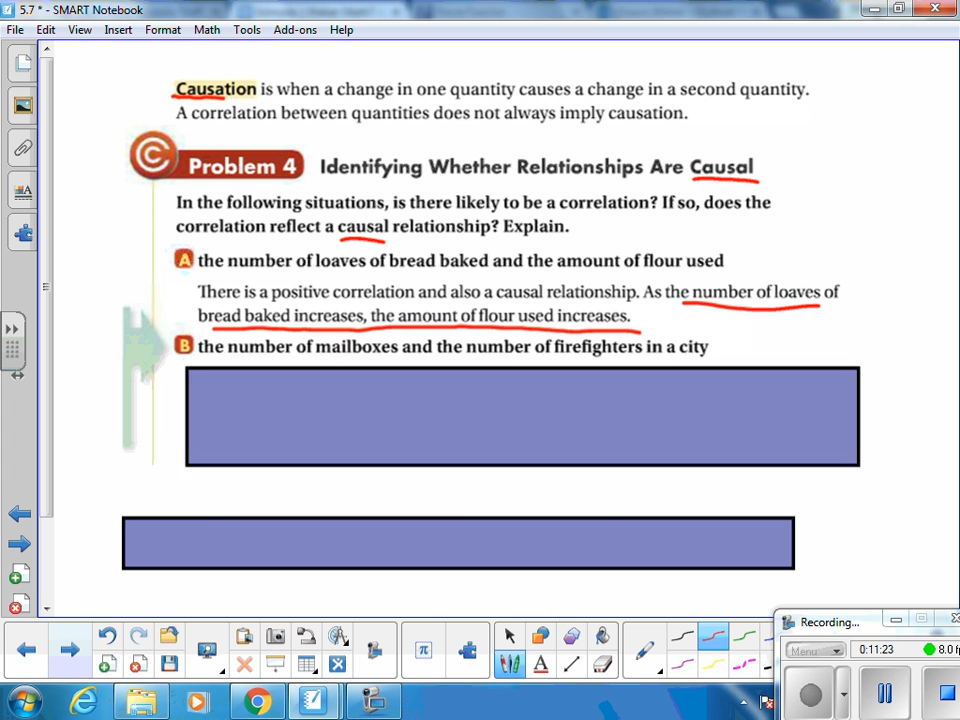 5.7 * - SMART Notebook
File Edit View Insert Format Math Tools Add-ons Help
Causation is when a change in one quantity causes a change in a second quantity.
A correlation between quantities does not always imply causation.
C Problem 4 Identifying Whether Relationships Are Causal
In the following situations, is there likely to be a correlation? If so, does the
correlation reflect a causal relationship? Explain.
A the number of loaves of bread baked and the amount of flour used
There is a positive correlation and also a causal relationship. As the number of loaves of
bread baked increases, the amount of flour used increases.
B the number of mailboxes and the number of firefighters in a city
Recording...
Menu 0:11:23 8.0